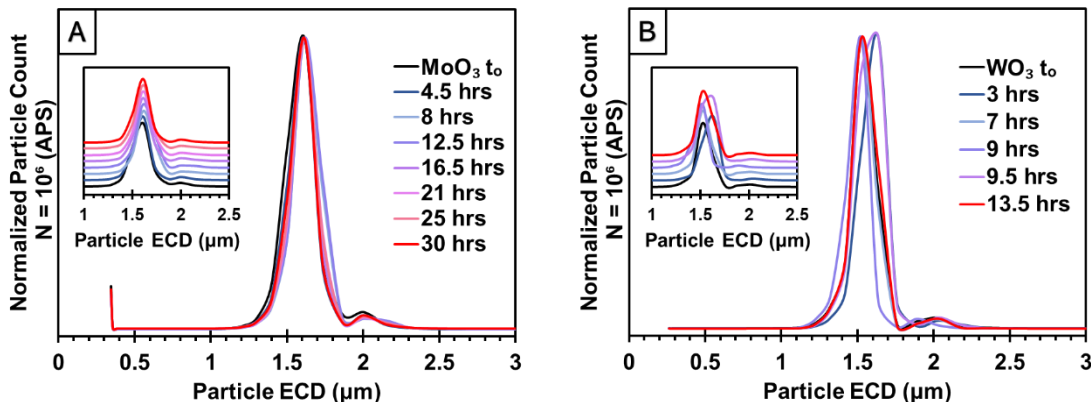 A
Normalized Particle Count
N = 10⁶ (APS)
MoO₃ tₒ
4.5 hrs
8 hrs
12.5 hrs
16.5 hrs
21 hrs
25 hrs
30 hrs
1 1.5 2 2.5
Particle ECD (µm)
0 0.5 1 1.5 2 2.5 3
Particle ECD (µm)
B
Normalized Particle Count
N = 10⁶ (APS)
WO₃ tₒ
3 hrs
7 hrs
9 hrs
9.5 hrs
13.5 hrs
1 1.5 2 2.5
Particle ECD (µm)
0 0.5 1 1.5 2 2.5 3
Particle ECD (µm)